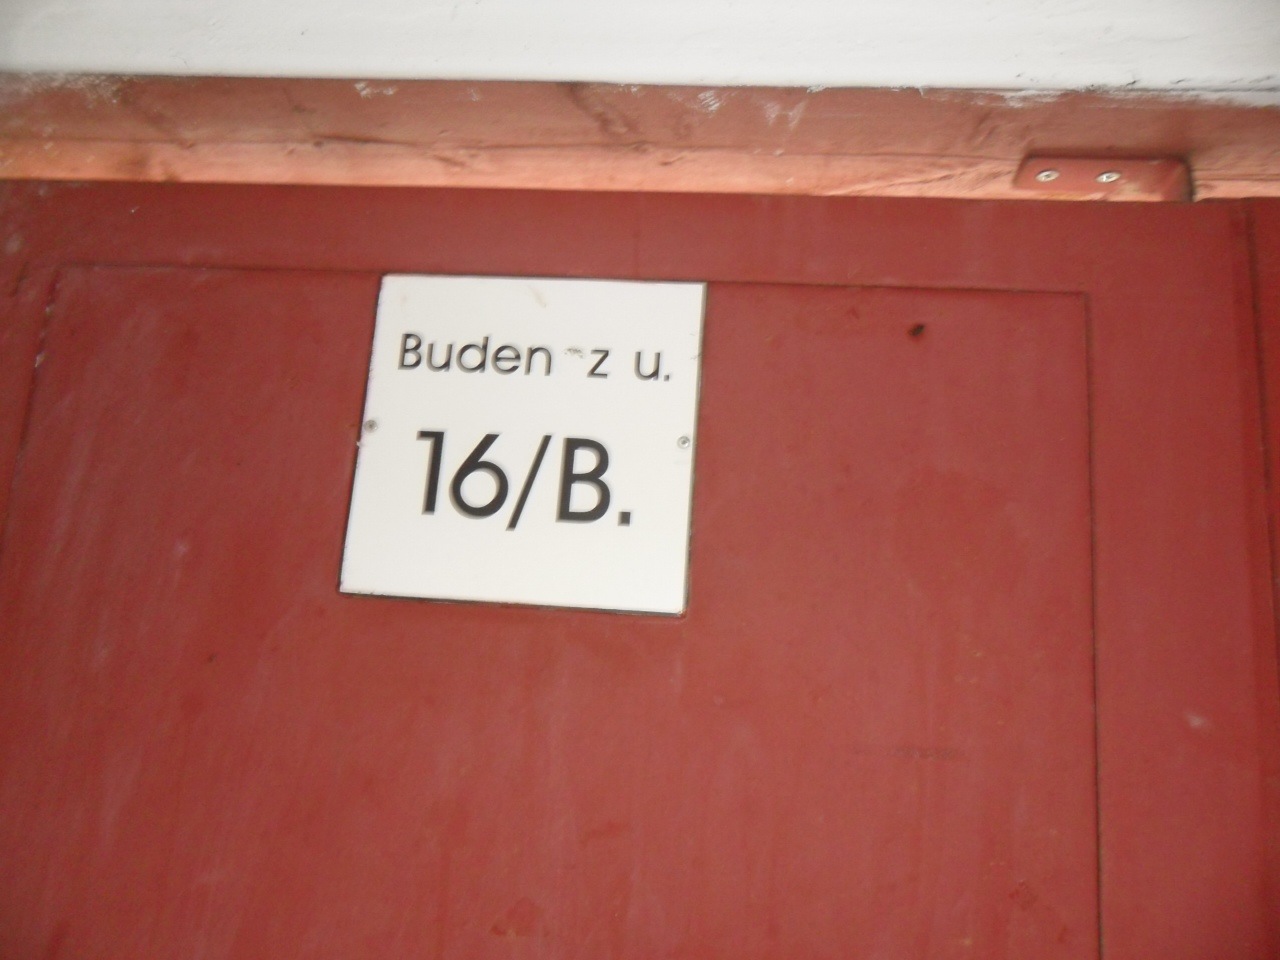 Buden z u.
16/B.